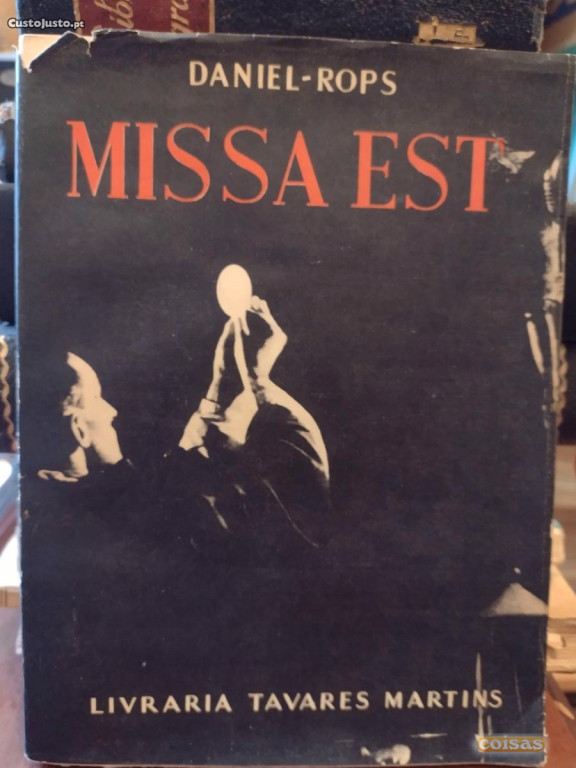 CustoJusto.pt
DANIEL-ROPS
MISSA EST
LIVRARIA TAVARES MARTINS
coisas